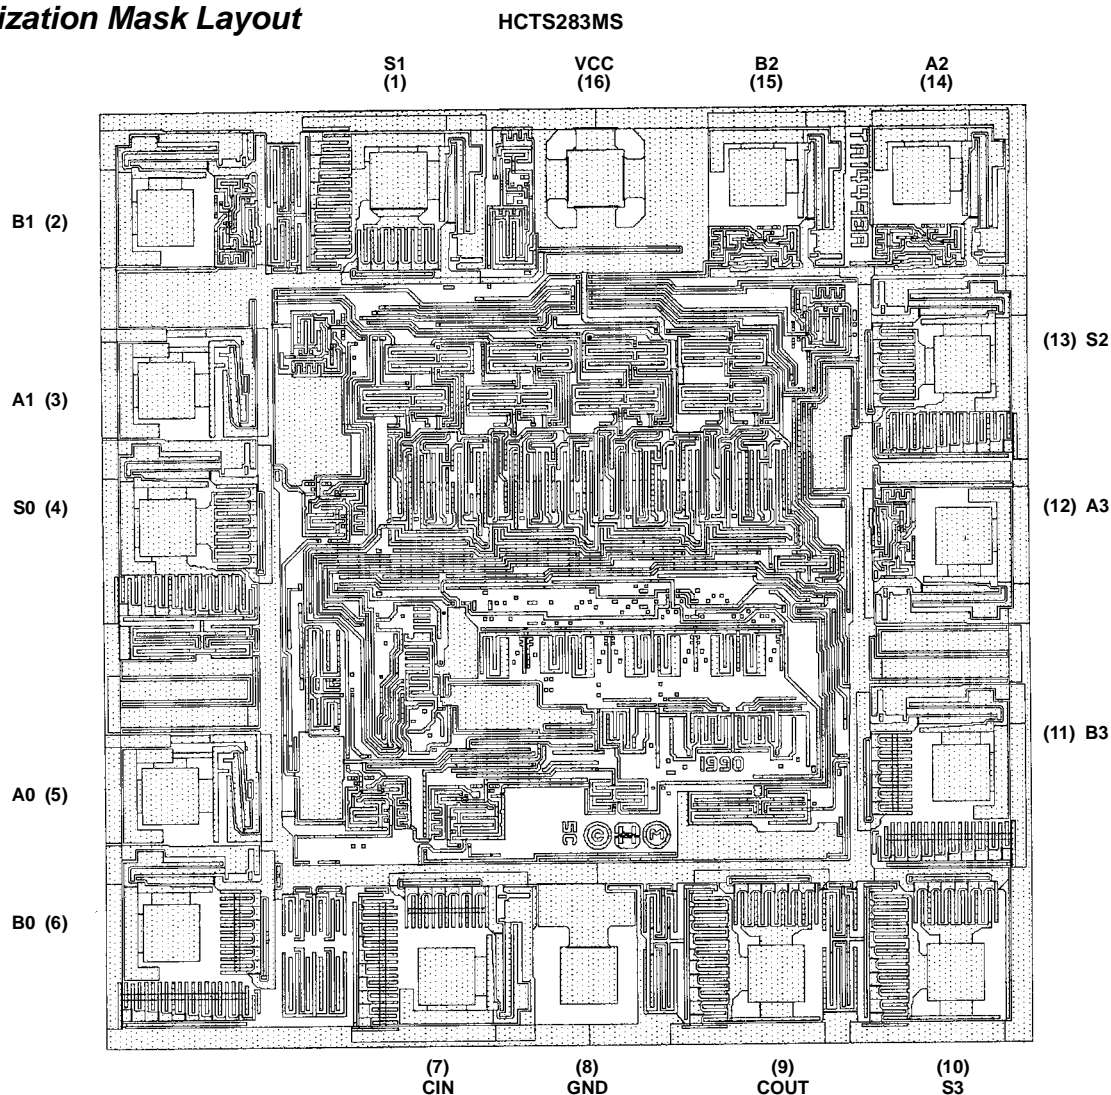 ization Mask Layout
HCTS283MS
S1
(1)
VCC
(16)
B2
(15)
A2
(14)
B1 (2)
(13) S2
A1 (3)
S0 (4)
(12) A3
(11) B3
A0 (5)
B0 (6)
(7)
CIN
(8)
GND
(9)
COUT
(10)
S3